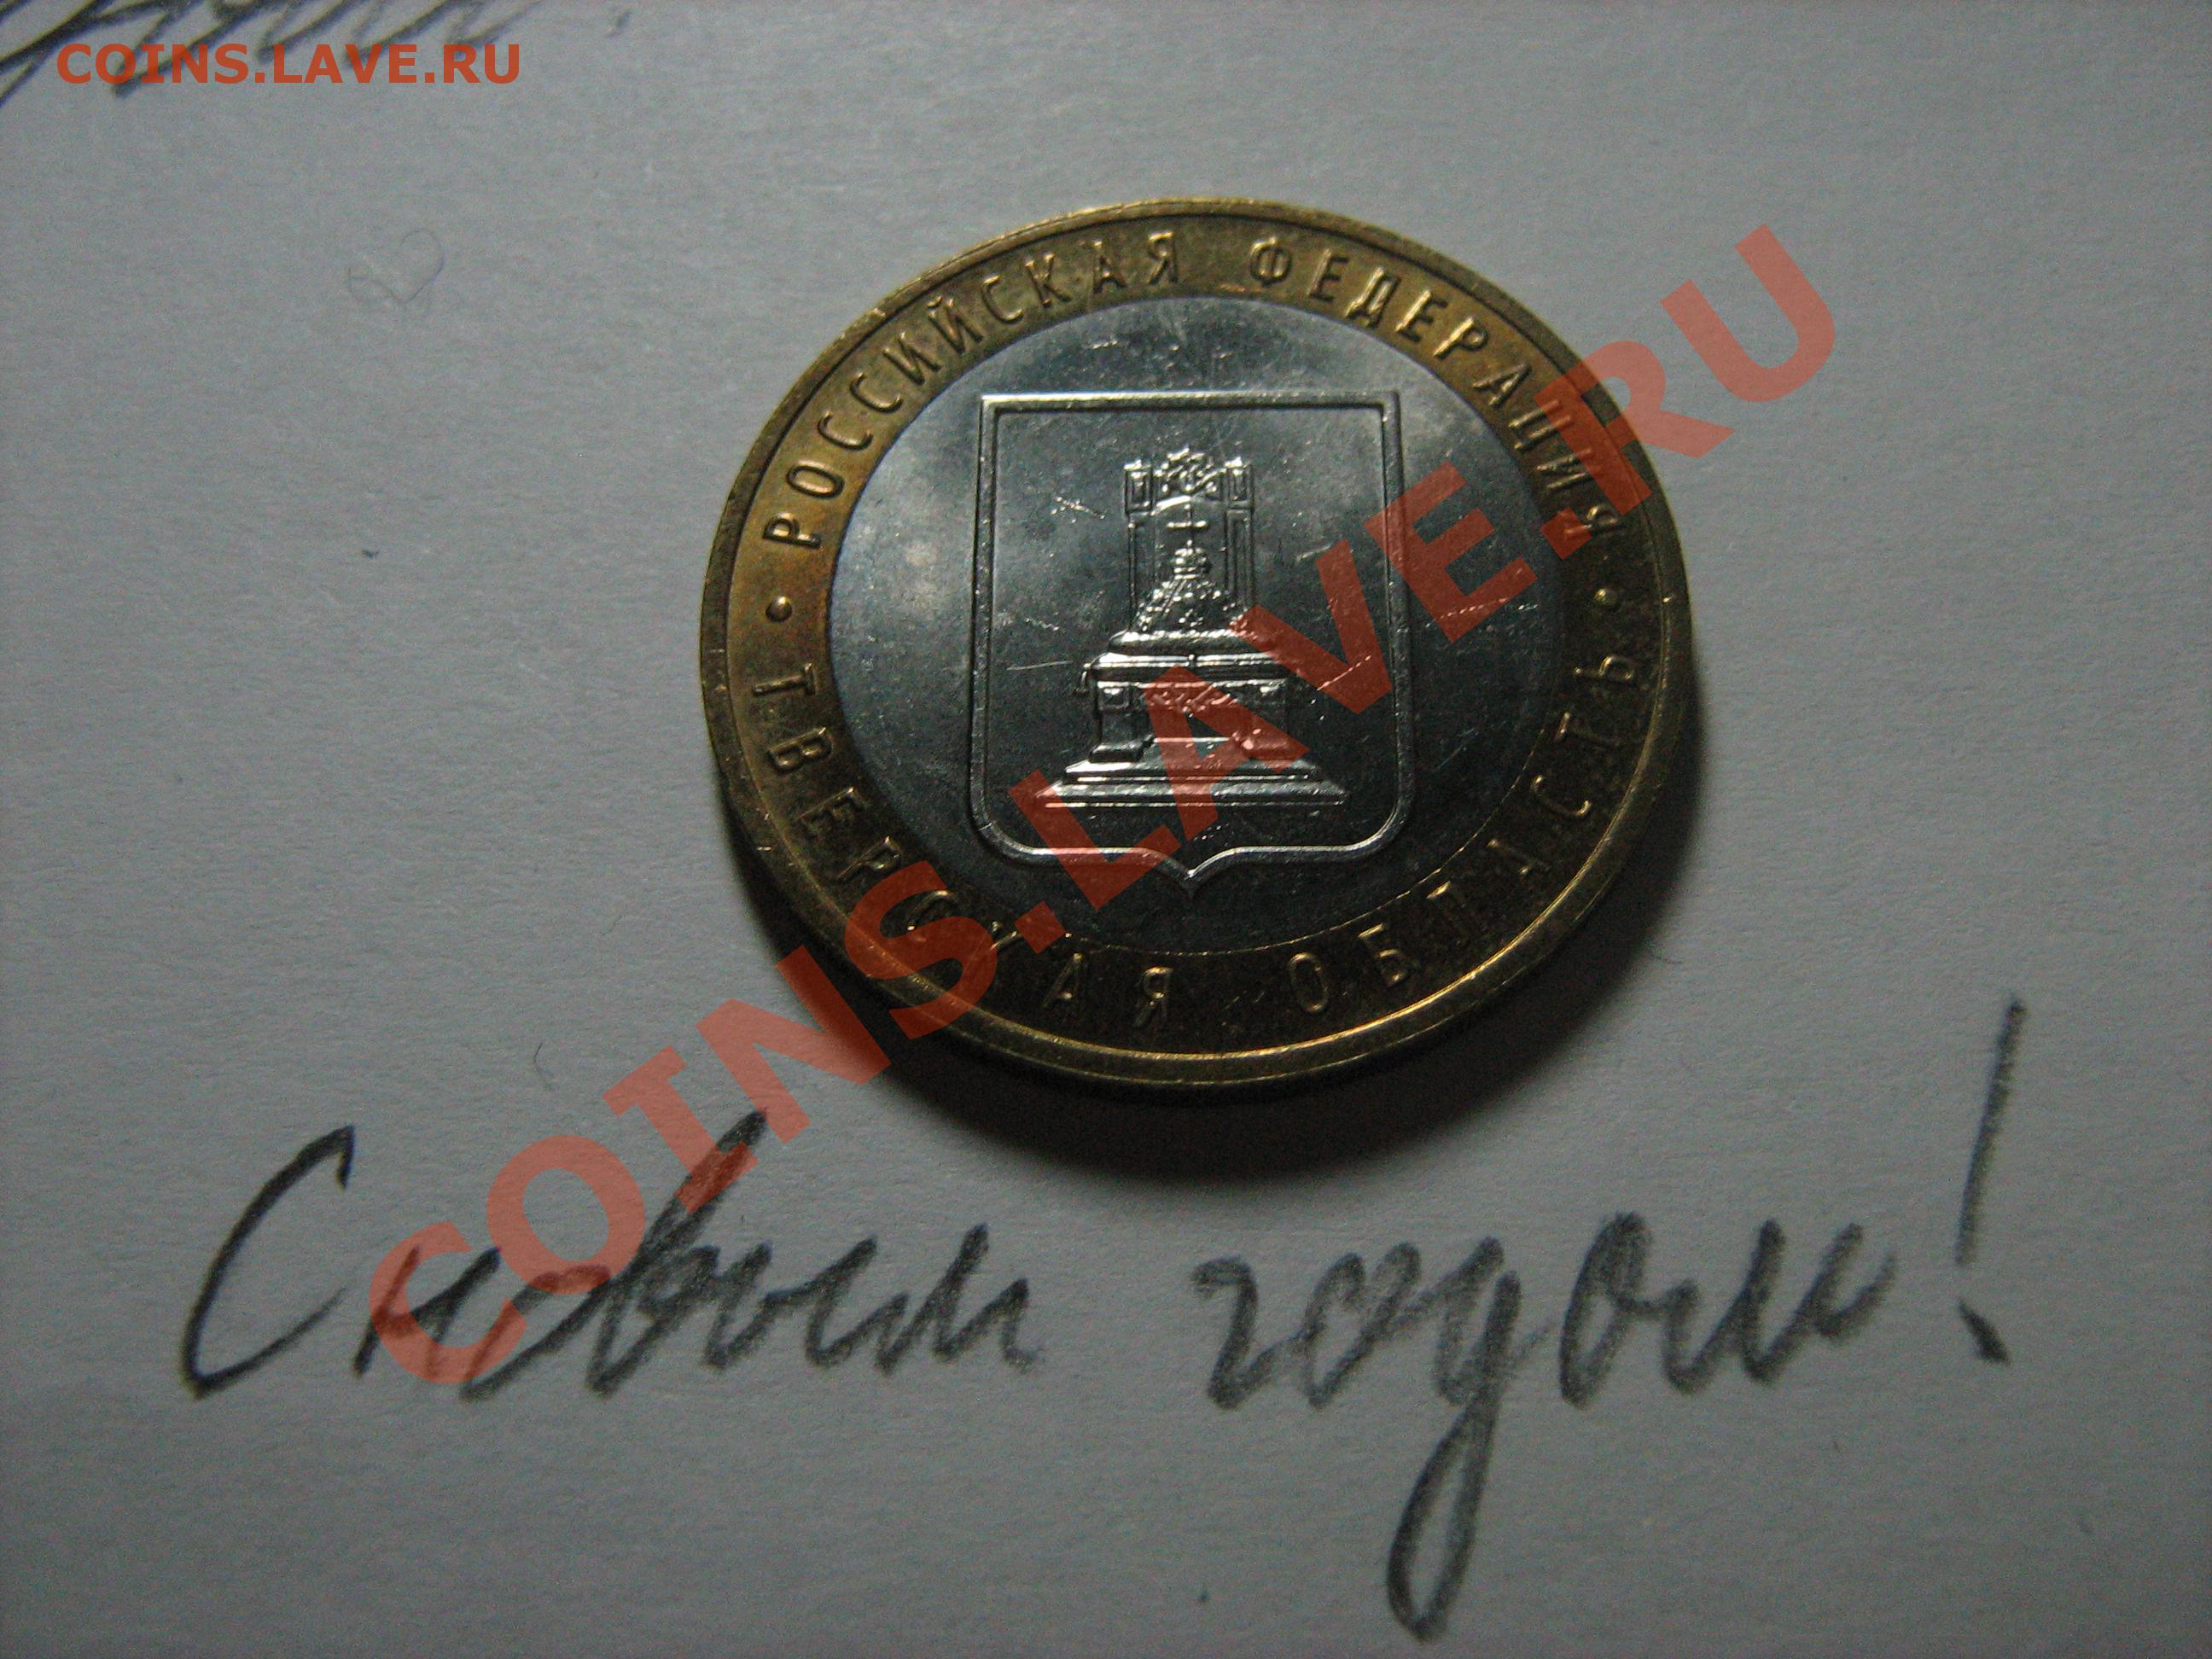 COINS.LAVE.RU
РОССИЙСКАЯ ФЕДЕРАЦИЯ
ТВЕРСКАЯ ОБЛАСТЬ
COINS.LAVE.RU
С новым годом!